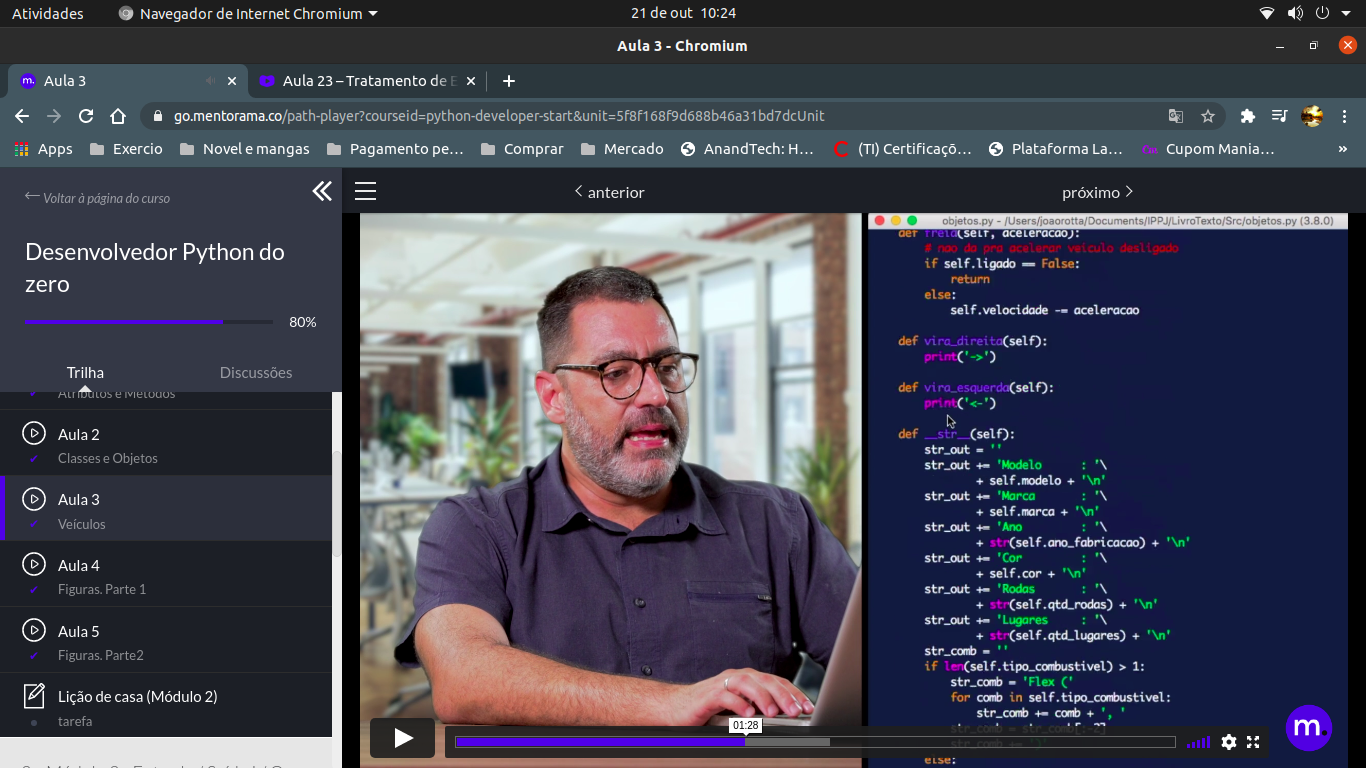 Atividades
Navegador de Internet Chromium
21 de out 10:24
Aula 3 - Chromium
m. Aula 3
Aula 23 – Tratamento de E
go.mentorama.co/path-player?courseid=python-developer-start&unit=5f8f168f9d688b46a31bd7dcUnit
Apps
Exercio
Novel e mangas
Pagamento pe…
Comprar
Mercado
AnandTech: H…
(TI) Certificaçõ…
Plataforma La…
Cupom Mania…
»
Voltar à página do curso
Desenvolvedor Python do
zero
80%
Trilha
Discussões
Atributos e Métodos
Aula 2
Classes e Objetos
Aula 3
Veículos
Aula 4
Figuras. Parte 1
Aula 5
Figuras. Parte2
Lição de casa (Módulo 2)
tarefa
anterior
próximo
objetos.py - /Users/joaorotta/Documents/IPPJ/LivroTexto/Src/objetos.py (3.8.0)
def freia(self, aceleracao):
# nao da pra acelerar veiculo desligado
if self.ligado == False:
return
else:
self.velocidade -= aceleracao
def vira_direita(self):
print('->')
def vira_esquerda(self):
print('<-')
def __str__(self):
str_out = ''
str_out += 'Modelo : '\
+ self.modelo + '\n'
str_out += 'Marca : '\
+ self.marca + '\n'
str_out += 'Ano : '\
+ str(self.ano_fabricacao) + '\n'
str_out += 'Cor : '\
+ self.cor + '\n'
str_out += 'Rodas : '\
+ str(self.qtd_rodas) + '\n'
str_out += 'Lugares : '\
+ str(self.qtd_lugares) + '\n'
str_comb = ''
if len(self.tipo_combustivel) > 1:
str_comb = 'Flex ('
for comb in self.tipo_combustivel:
str_comb += comb + ', '
str_comb = str_comb[:-2]
str_comb += ')'
else:
01:28
m.